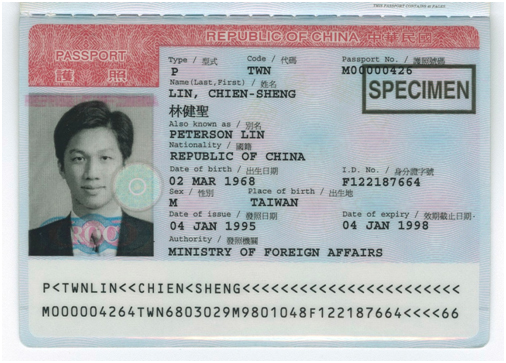 THIS PASSPORT CONTAINS 48 PAGES
REPUBLIC OF CHINA 中華民國
PASSPORT
護 照
Type / 型式 Code / 代碼 Passport No. / 護照號碼
P TWN M00000426
SPECIMEN
Name(Last,First) / 姓名
LIN, CHIEN-SHENG
林健聖
Also known as / 別名
PETERSON LIN
Nationality / 國籍
REPUBLIC OF CHINA
Date of birth / 出生日期 I.D. No. / 身分證字號
02 MAR 1968 F122187664
Sex / 性別 Place of birth / 出生地
M TAIWAN
Date of issue / 發照日期 Date of expiry / 效期截止日期
04 JAN 1995 04 JAN 1998
Authority / 發照機關
MINISTRY OF FOREIGN AFFAIRS
ROC
P<TWNLIN<<CHIEN<SHENG<<<<<<<<<<<<<<<<<<<<<<<
M000004264TWN6803029M9801048F122187664<<<<66